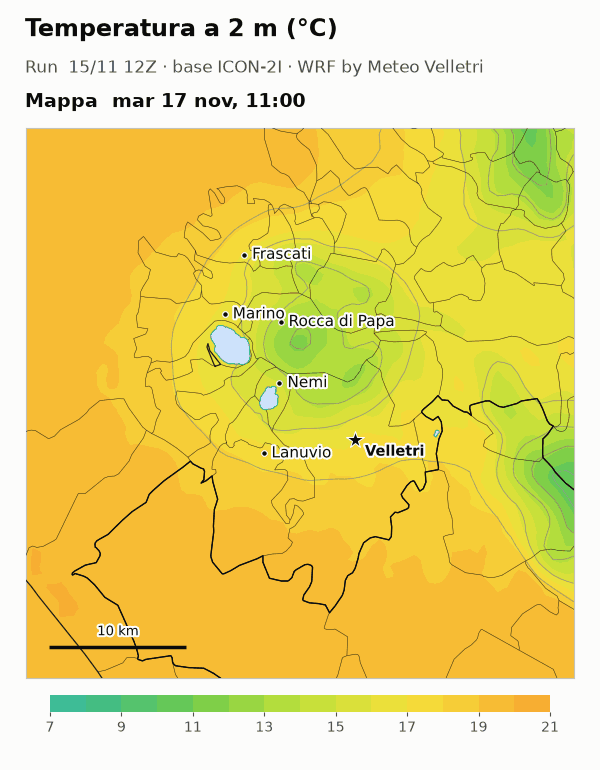 Temperatura a 2 m (°C)
Run  15/11 12Z · base ICON-2I · WRF by Meteo Velletri
Mappa  mar 17 nov, 11:00
Frascati
Marino
Rocca di Papa
Nemi
Lanuvio
Velletri
10 km
7 9 11 13 15 17 19 21